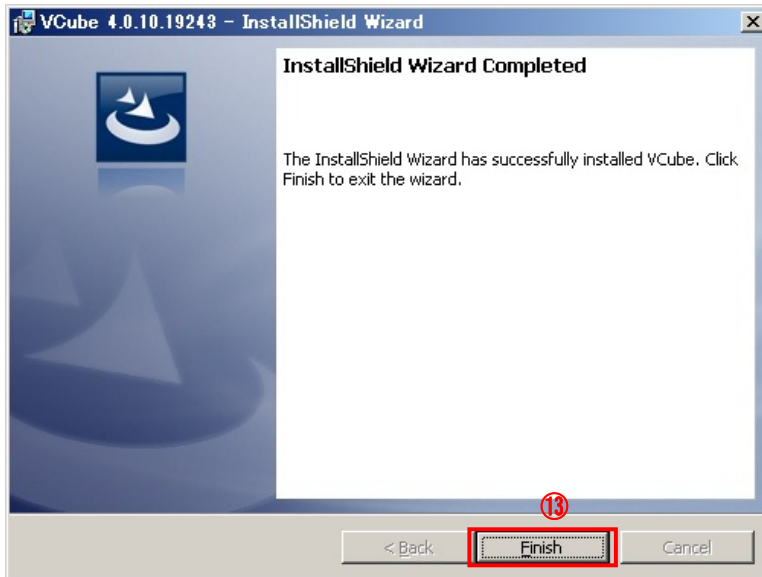 VCube 4.0.10.19243 - InstallShield Wizard
InstallShield Wizard Completed
The InstallShield Wizard has successfully installed VCube. Click
Finish to exit the wizard.
⑬
< Back
Finish
Cancel